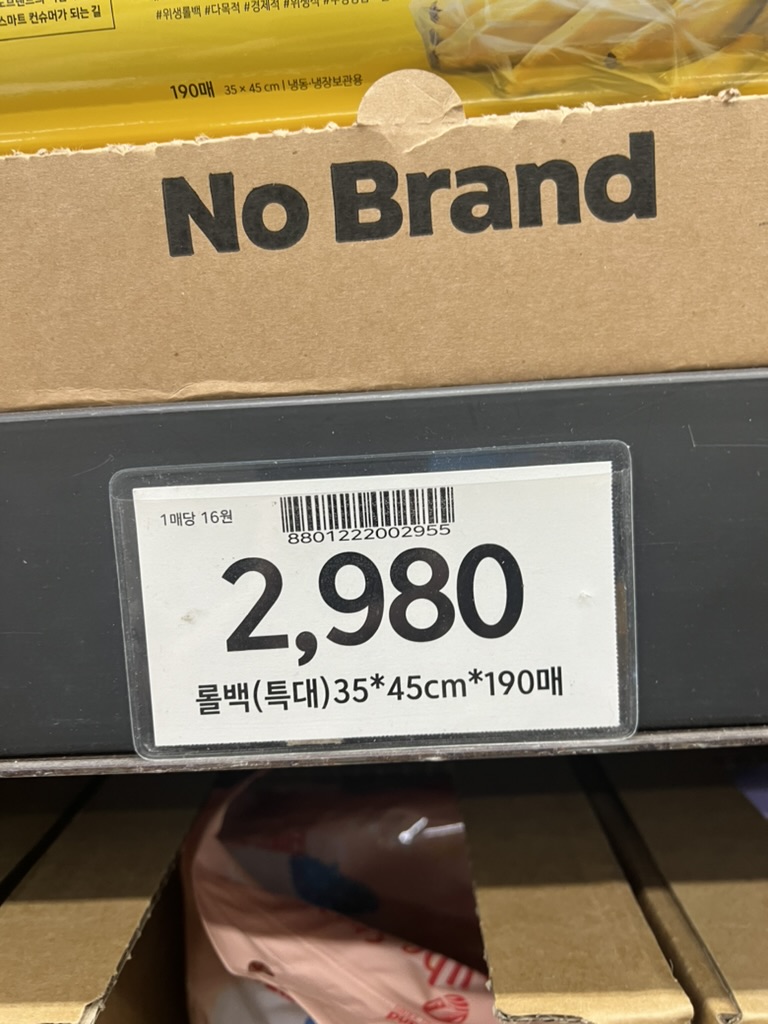 스마트 컨슈머가 되는 길
#위생롤백 #다목적 #경제적 #위생적
190매 35 × 45 cm | 냉동·냉장보관용
No Brand
1매당 16원
8801222002955
2,980
롤백(특대)35*45cm*190매